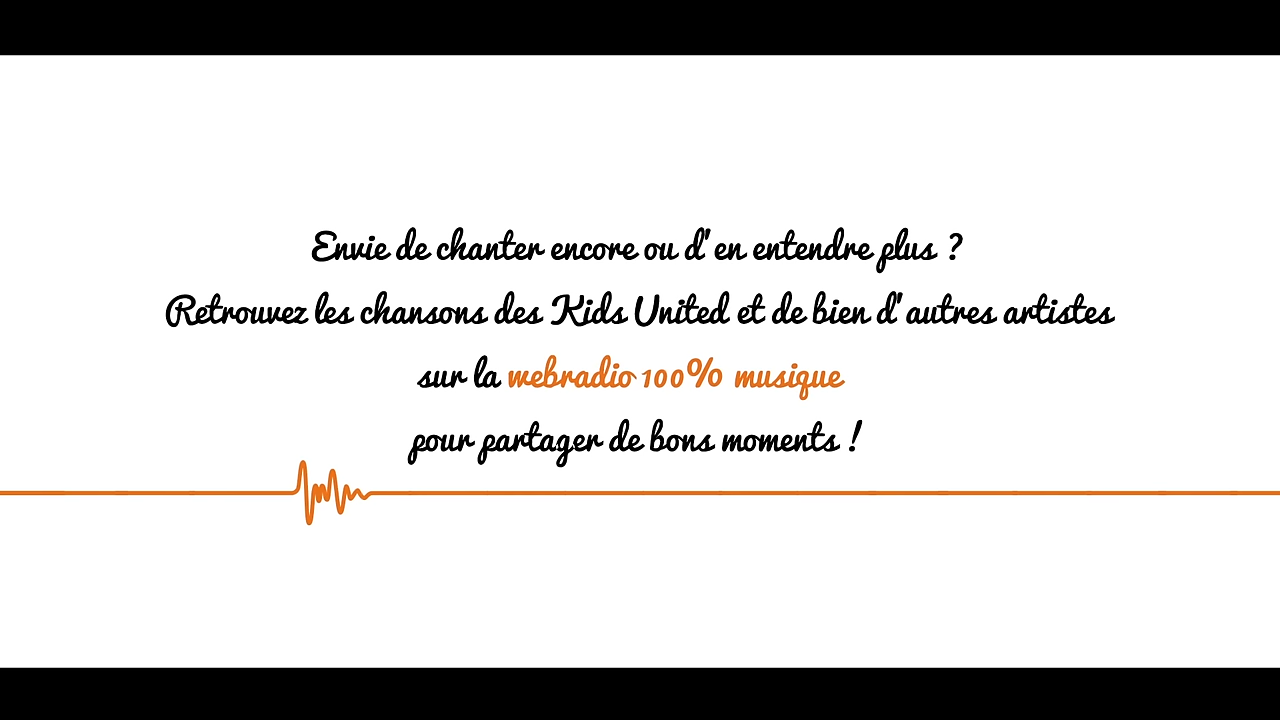 Envie de chanter encore ou d'en entendre plus ?
Retrouvez les chansons des Kids United et de bien d'autres artistes
sur la webradio 100% musique
pour partager de bons moments !